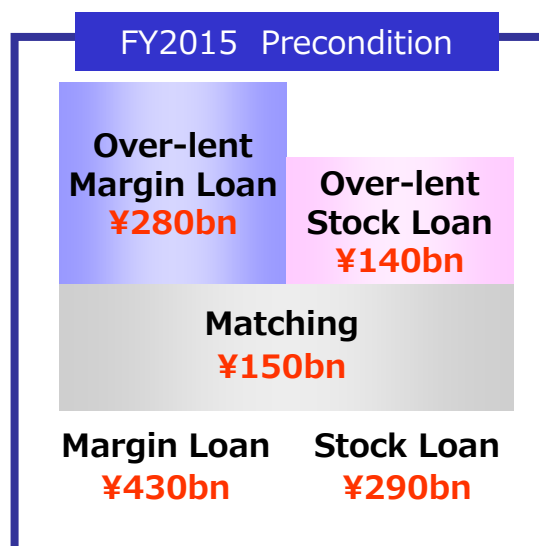 FY2015 Precondition
Over-lent
Margin Loan
¥280bn
Over-lent
Stock Loan
¥140bn
Matching
¥150bn
Margin Loan
¥430bn
Stock Loan
¥290bn